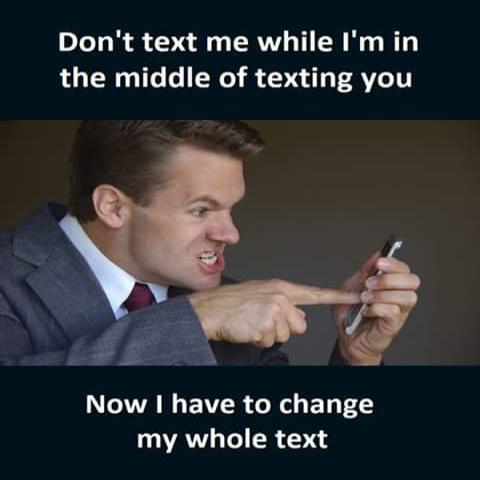 Don't text me while I'm in
the middle of texting you
Now I have to change
my whole text